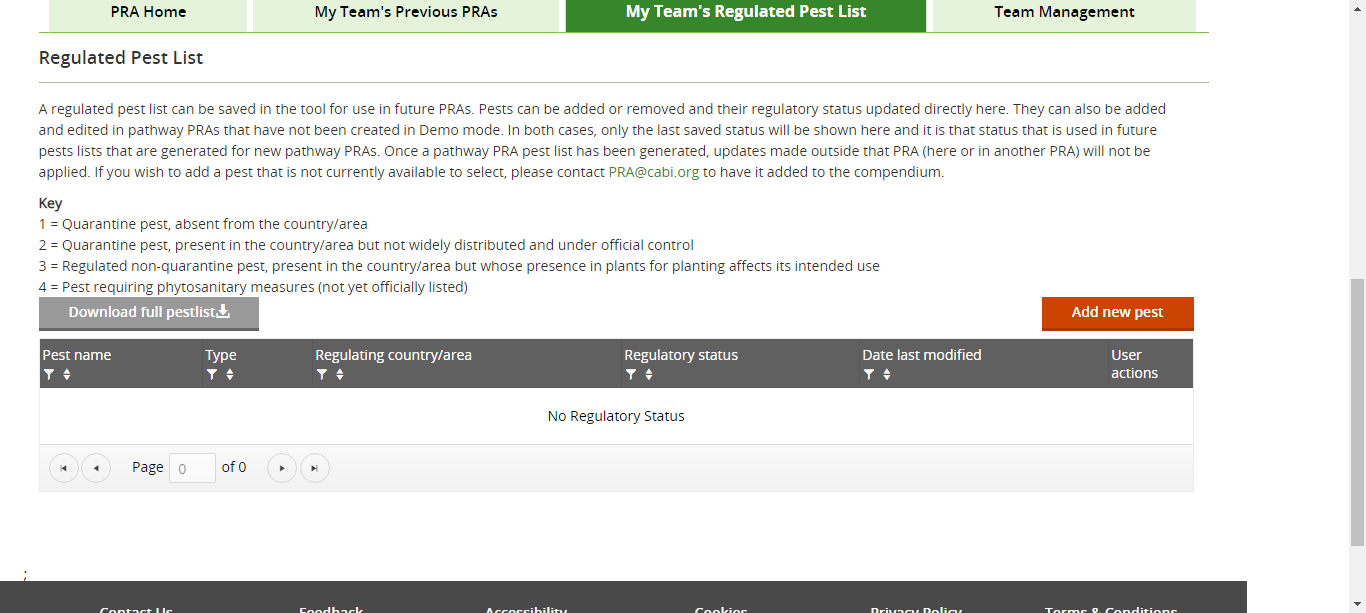 PRA Home
My Team's Previous PRAs
My Team's Regulated Pest List
Team Management
Regulated Pest List
A regulated pest list can be saved in the tool for use in future PRAs. Pests can be added or removed and their regulatory status updated directly here. They can also be added
and edited in pathway PRAs that have not been created in Demo mode. In both cases, only the last saved status will be shown here and it is that status that is used in future
pests lists that are generated for new pathway PRAs. Once a pathway PRA pest list has been generated, updates made outside that PRA (here or in another PRA) will not be
applied. If you wish to add a pest that is not currently available to select, please contact PRA@cabi.org to have it added to the compendium.
Key
1 = Quarantine pest, absent from the country/area
2 = Quarantine pest, present in the country/area but not widely distributed and under official control
3 = Regulated non-quarantine pest, present in the country/area but whose presence in plants for planting affects its intended use
4 = Pest requiring phytosanitary measures (not yet officially listed)
Download full pestlist
Add new pest
Pest name
Type
Regulating country/area
Regulatory status
Date last modified
User
actions
No Regulatory Status
Page 0 of 0
;
Contact Us
Feedback
Accessibility
Cookies
Privacy Policy
Terms & Conditions